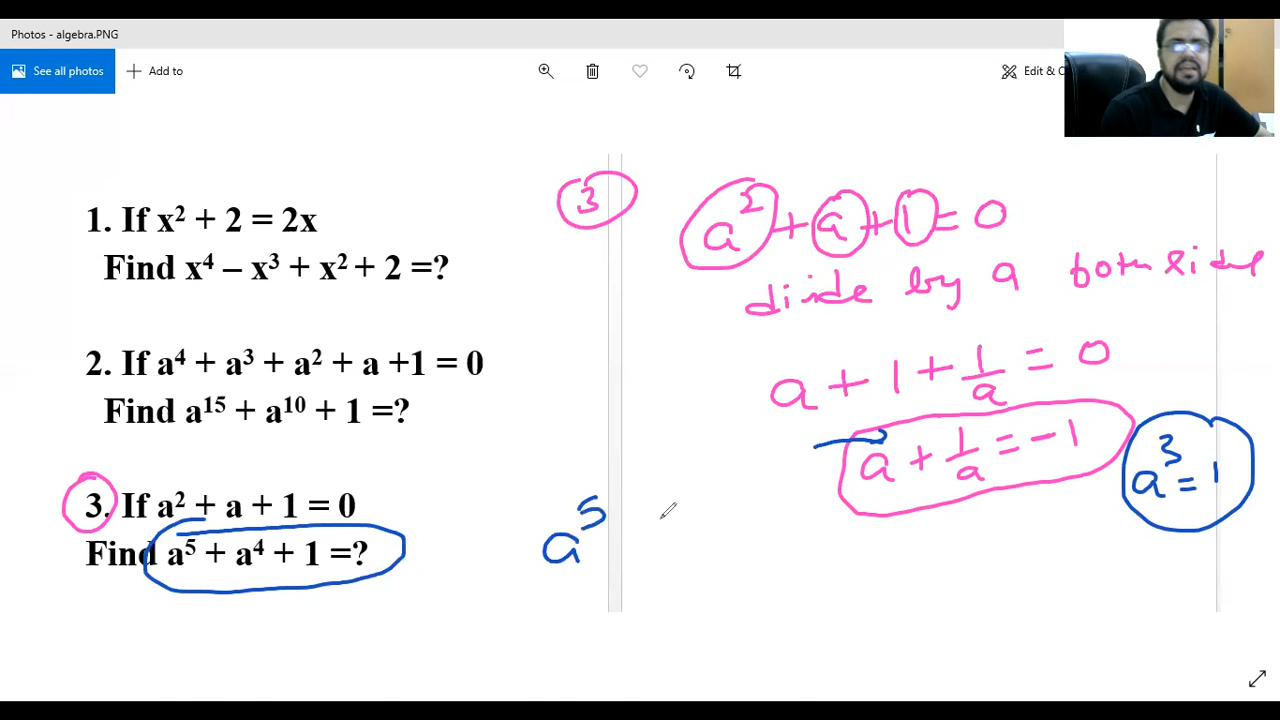 Photos - algebra.PNG
See all photos
Add to
Edit & C
1. If x² + 2 = 2x
Find x⁴ – x³ + x² + 2 =?
2. If a⁴ + a³ + a² + a +1 = 0
Find a¹⁵ + a¹⁰ + 1 =?
3. If a² + a + 1 = 0
Find a⁵ + a⁴ + 1 =?
3
a² + a + 1 = 0
divide by a both side
a + 1 + 1/a = 0
a + 1/a = -1
a³ = 1
a⁵